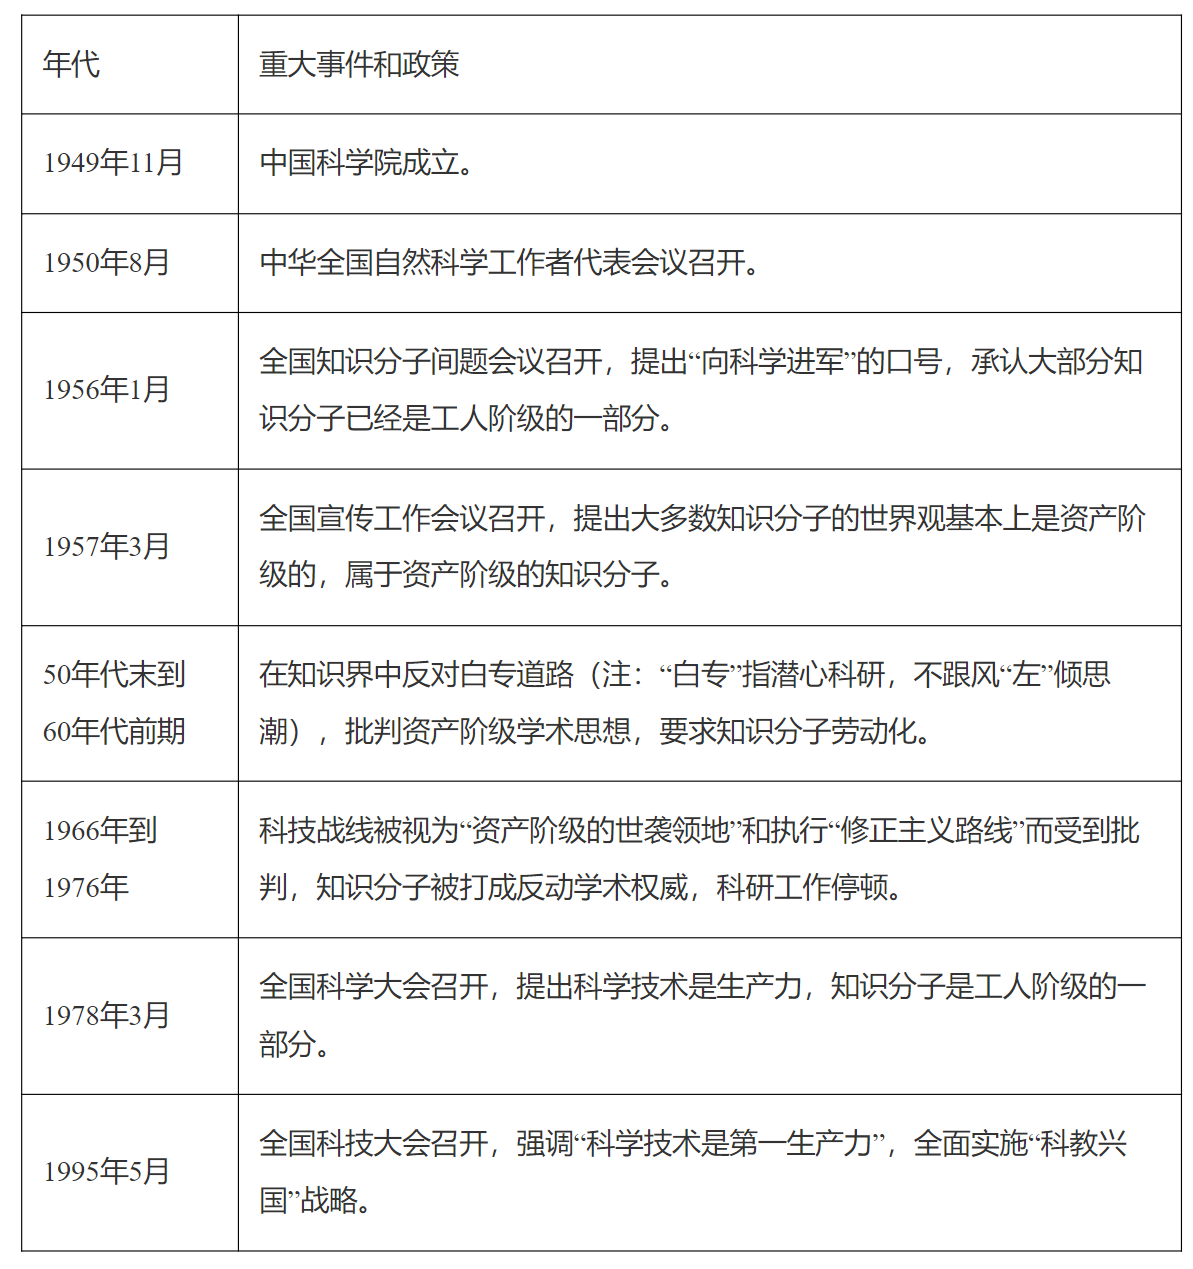 年代
重大事件和政策
1949年11月
中国科学院成立。
1950年8月
中华全国自然科学工作者代表会议召开。
1956年1月
全国知识分子间题会议召开，提出“向科学进军”的口号，承认大部分知
识分子已经是工人阶级的一部分。
1957年3月
全国宣传工作会议召开，提出大多数知识分子的世界观基本上是资产阶
级的，属于资产阶级的知识分子。
50年代末到
60年代前期
在知识界中反对白专道路（注：“白专”指潜心科研，不跟风“左”倾思
潮），批判资产阶级学术思想，要求知识分子劳动化。
1966年到
1976年
科技战线被视为“资产阶级的世袭领地”和执行“修正主义路线”而受到批
判，知识分子被打成反动学术权威，科研工作停顿。
1978年3月
全国科学大会召开，提出科学技术是生产力，知识分子是工人阶级的一
部分。
1995年5月
全国科技大会召开，强调“科学技术是第一生产力”，全面实施“科教兴
国”战略。